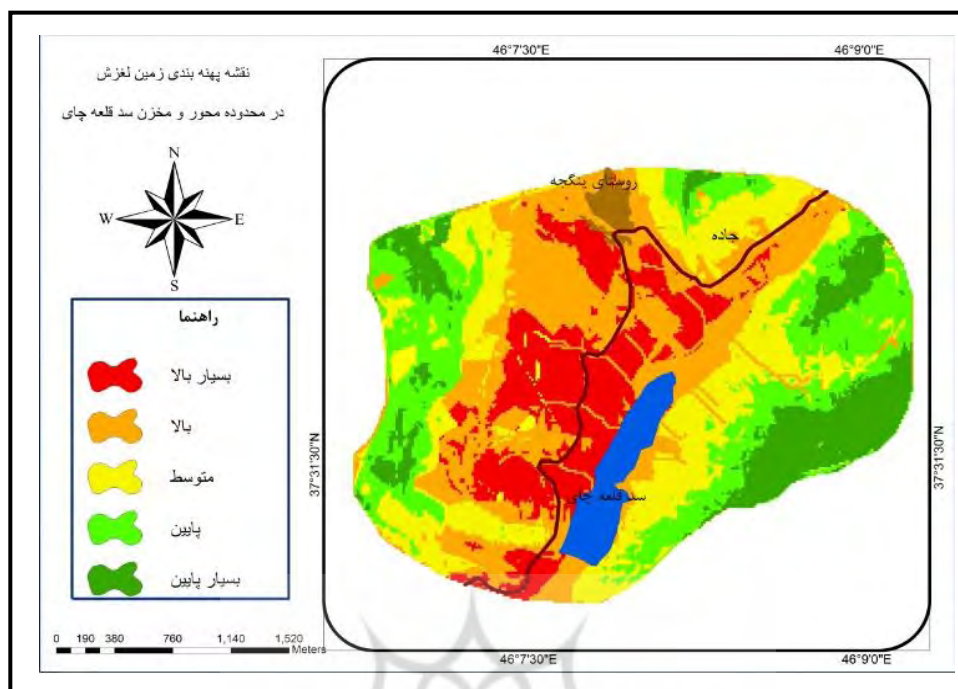 نقشه پهنه بندی زمین لغزش
در محدوده محور و مخزن سد قلعه چای
N
W E
S
راهنما
بسیار بالا
بالا
متوسط
پایین
بسیار پایین
0 190 380 760 1,140 1,520
Meters
46°7'30"E 46°9'0"E
روستای ینگجه
جاده
37°31'30"N 37°31'30"N
سد قلعه چای
46°7'30"E 46°9'0"E